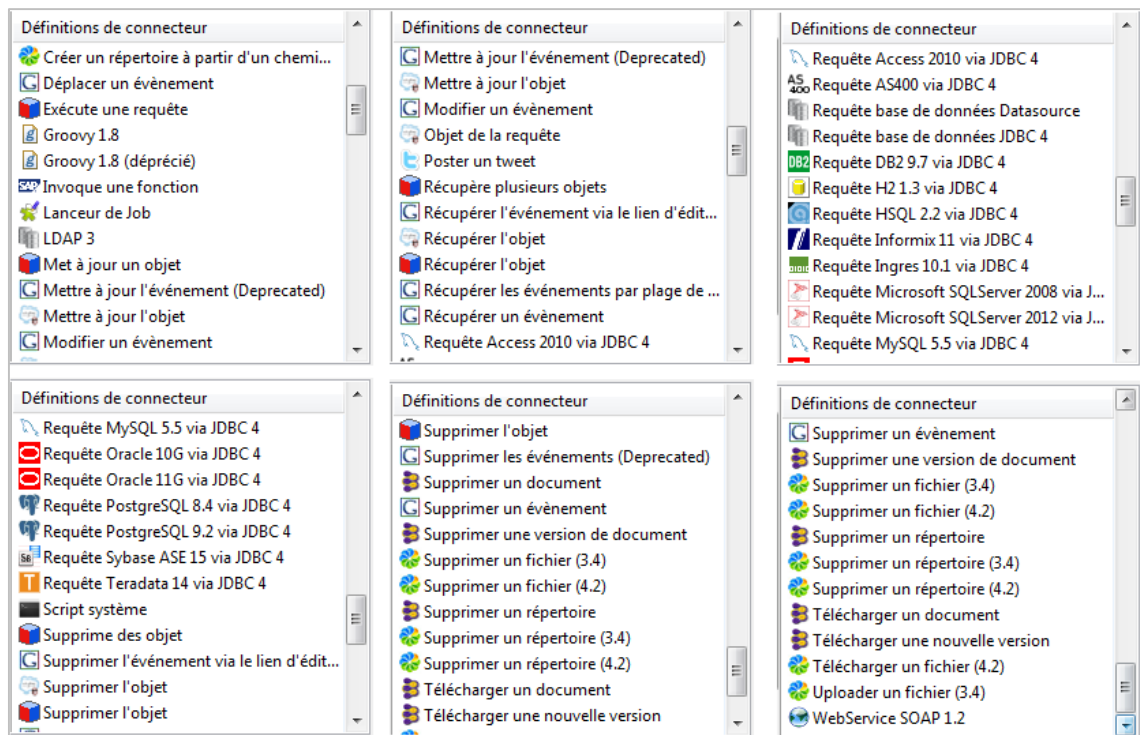 Définitions de connecteur
Créer un répertoire à partir d'un chemi...
Déplacer un évènement
Exécute une requête
Groovy 1.8
Groovy 1.8 (déprécié)
SAP Invoque une fonction
Lanceur de Job
LDAP 3
Met à jour un objet
G Mettre à jour l'événement (Deprecated)
Mettre à jour l'objet
G Modifier un évènement
Définitions de connecteur
G Mettre à jour l'événement (Deprecated)
Mettre à jour l'objet
G Modifier un évènement
Objet de la requête
Poster un tweet
Récupère plusieurs objets
G Récupérer l'événement via le lien d'édit...
Récupérer l'objet
Récupérer l'objet
G Récupérer les événements par plage de ...
G Récupérer un évènement
Requête Access 2010 via JDBC 4
Définitions de connecteur
Requête Access 2010 via JDBC 4
AS 400 Requête AS400 via JDBC 4
Requête base de données Datasource
Requête base de données JDBC 4
DB2 Requête DB2 9.7 via JDBC 4
Requête H2 1.3 via JDBC 4
Requête HSQL 2.2 via JDBC 4
Requête Informix 11 via JDBC 4
Requête Ingres 10.1 via JDBC 4
Requête Microsoft SQLServer 2008 via J...
Requête Microsoft SQLServer 2012 via J...
Requête MySQL 5.5 via JDBC 4
Définitions de connecteur
Requête MySQL 5.5 via JDBC 4
Requête Oracle 10G via JDBC 4
Requête Oracle 11G via JDBC 4
Requête PostgreSQL 8.4 via JDBC 4
Requête PostgreSQL 9.2 via JDBC 4
Requête Sybase ASE 15 via JDBC 4
T Requête Teradata 14 via JDBC 4
Script système
Supprime des objet
G Supprimer l'événement via le lien d'édit...
Supprimer l'objet
Supprimer l'objet
Définitions de connecteur
Supprimer l'objet
G Supprimer les événements (Deprecated)
Supprimer un document
G Supprimer un évènement
Supprimer une version de document
Supprimer un fichier (3.4)
Supprimer un fichier (4.2)
Supprimer un répertoire
Supprimer un répertoire (3.4)
Supprimer un répertoire (4.2)
Télécharger un document
Télécharger une nouvelle version
Définitions de connecteur
G Supprimer un évènement
Supprimer une version de document
Supprimer un fichier (3.4)
Supprimer un fichier (4.2)
Supprimer un répertoire
Supprimer un répertoire (3.4)
Supprimer un répertoire (4.2)
Télécharger un document
Télécharger une nouvelle version
Télécharger un fichier (4.2)
Uploader un fichier (3.4)
WebService SOAP 1.2